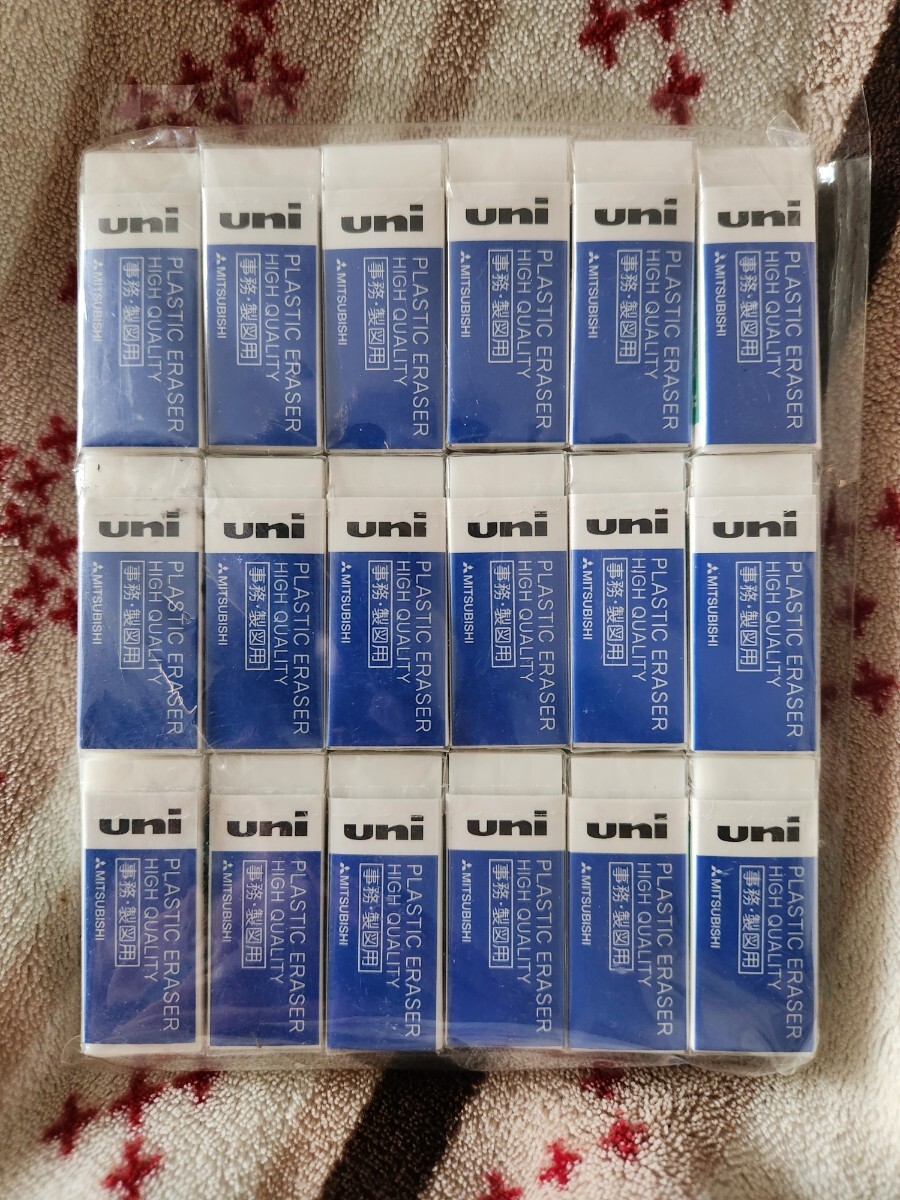 uni
PLASTIC ERASER
HIGH QUALITY
事務・製図用
MITSUBISHI
uni
PLASTIC ERASER
HIGH QUALITY
事務・製図用
MITSUBISHI
uni
PLASTIC ERASER
HIGH QUALITY
事務・製図用
MITSUBISHI
uni
PLASTIC ERASER
HIGH QUALITY
事務・製図用
MITSUBISHI
uni
PLASTIC ERASER
HIGH QUALITY
事務・製図用
MITSUBISHI
uni
PLASTIC ERASER
HIGH QUALITY
事務・製図用
MITSUBISHI
uni
PLASTIC ERASER
HIGH QUALITY
事務・製図用
MITSUBISHI
uni
PLASTIC ERASER
HIGH QUALITY
事務・製図用
MITSUBISHI
uni
PLASTIC ERASER
HIGH QUALITY
事務・製図用
MITSUBISHI
uni
PLASTIC ERASER
HIGH QUALITY
事務・製図用
MITSUBISHI
uni
PLASTIC ERASER
HIGH QUALITY
事務・製図用
MITSUBISHI
uni
PLASTIC ERASER
HIGH QUALITY
事務・製図用
MITSUBISHI
uni
PLASTIC ERASER
HIGH QUALITY
事務・製図用
MITSUBISHI
uni
PLASTIC ERASER
HIGH QUALITY
事務・製図用
MITSUBISHI
uni
PLASTIC ERASER
HIGH QUALITY
事務・製図用
MITSUBISHI
uni
PLASTIC ERASER
HIGH QUALITY
事務・製図用
MITSUBISHI
uni
PLASTIC ERASER
HIGH QUALITY
事務・製図用
MITSUBISHI
uni
PLASTIC ERASER
HIGH QUALITY
事務・製図用
MITSUBISHI